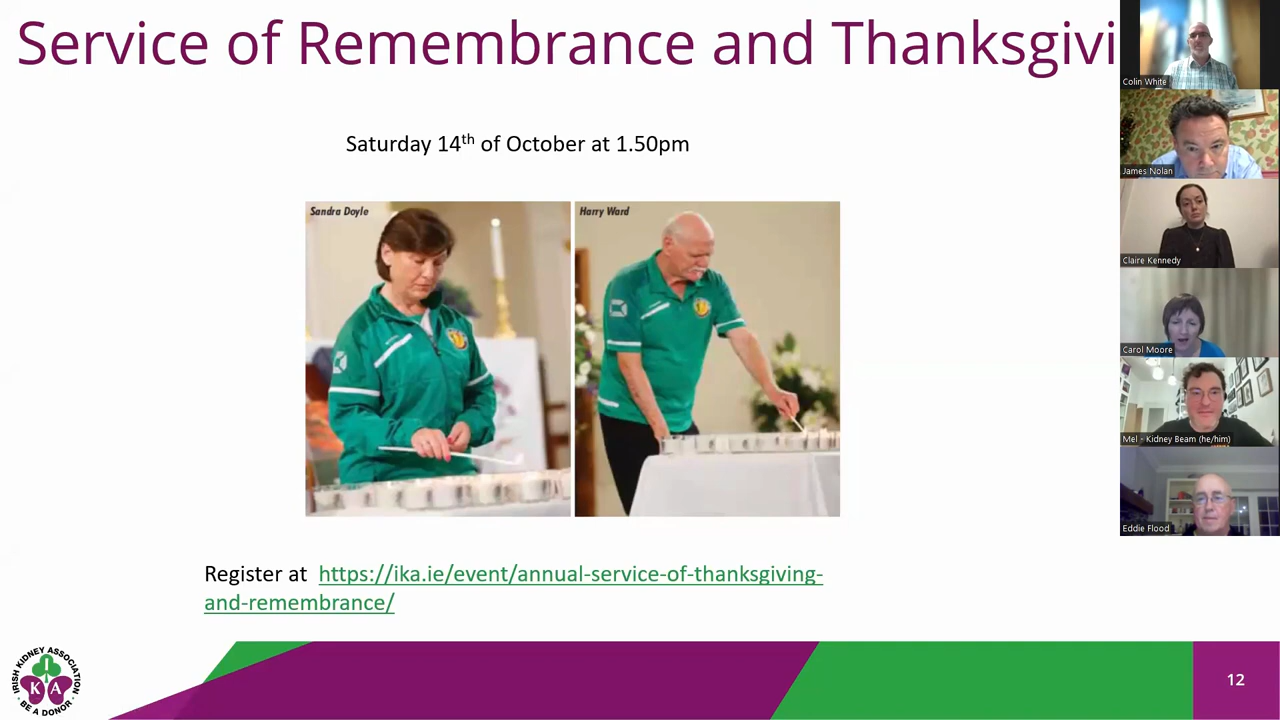 Service of Remembrance and Thanksgivi
Saturday 14th of October at 1.50pm
Sandra Doyle
Harry Ward
Register at https://ika.ie/event/annual-service-of-thanksgiving-
and-remembrance/
IRISH KIDNEY ASSOCIATION
I
K A
- BE A DONOR -
12
Colin White
James Nolan
Claire Kennedy
Carol Moore
Mel - Kidney Beam (he/him)
Eddie Flood